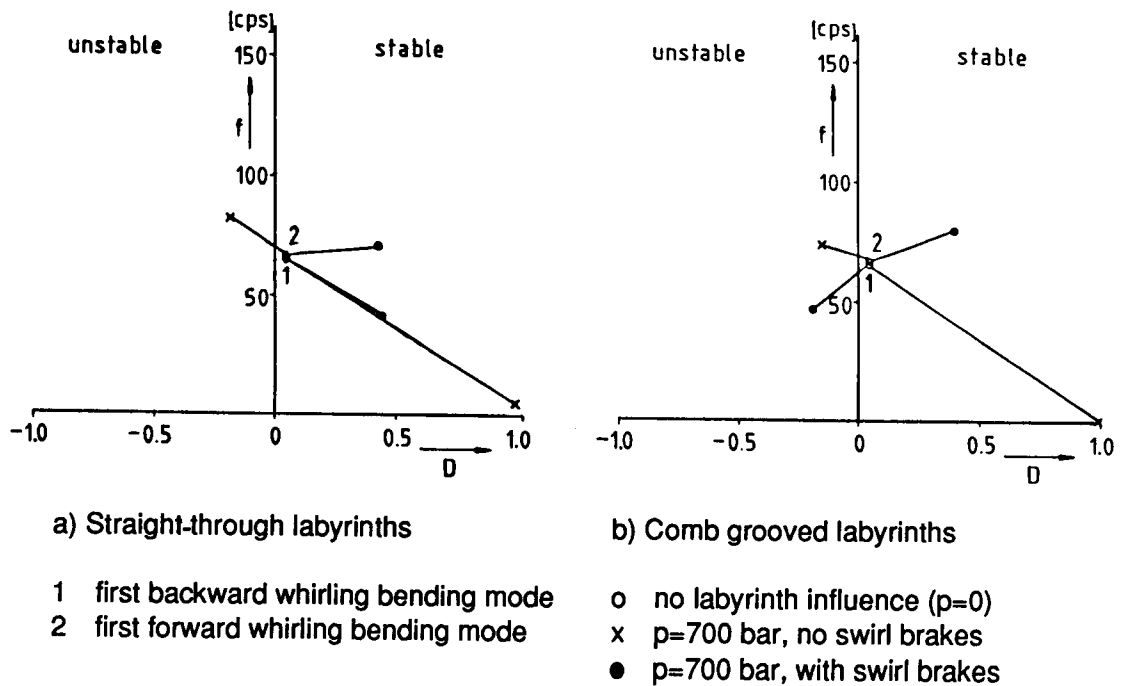 [cps]
unstable
stable
150
f
100
2
1
50
-1.0
-0.5
0
0.5
1.0
D
a) Straight-through labyrinths
1 first backward whirling bending mode
2 first forward whirling bending mode
[cps]
unstable
stable
150
f
100
2
1
50
-1.0
-0.5
0
0.5
1.0
D
b) Comb grooved labyrinths
o no labyrinth influence (p=0)
x p=700 bar, no swirl brakes
● p=700 bar, with swirl brakes